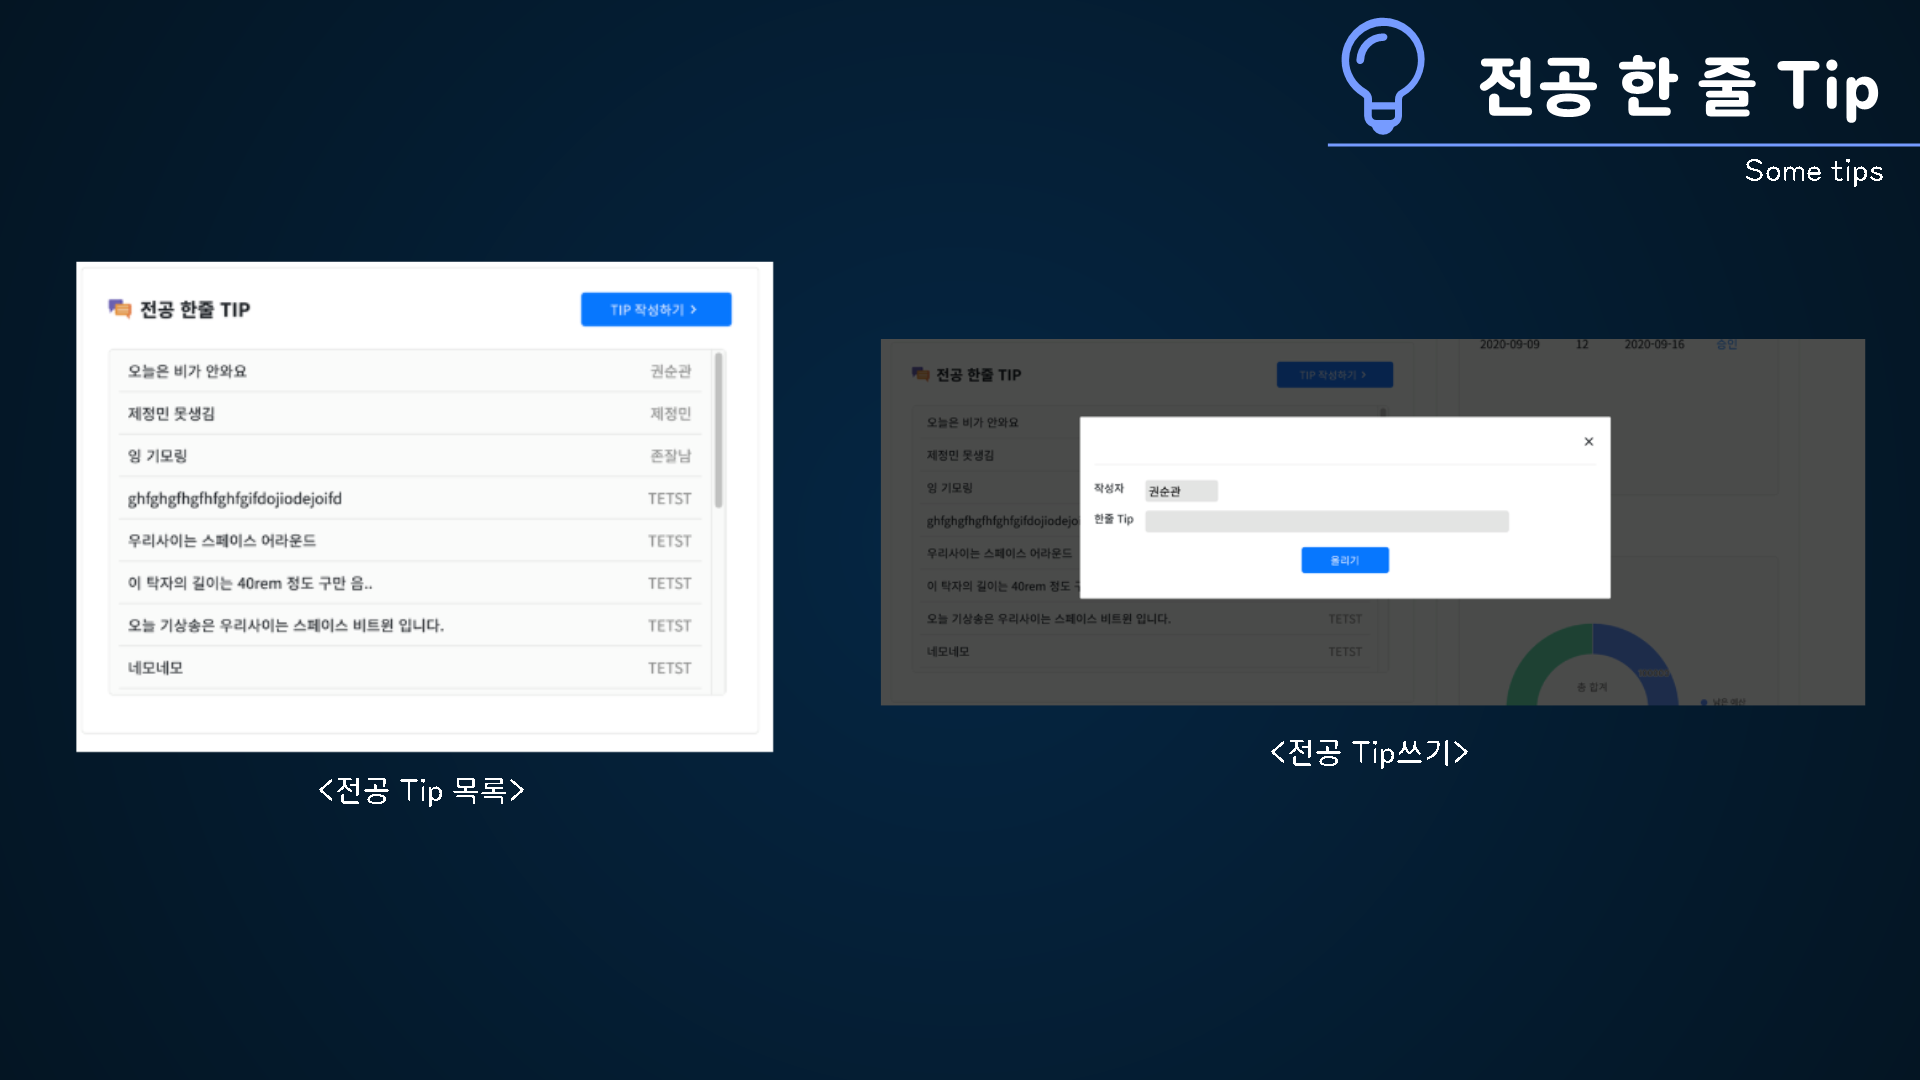 전공 한 줄 Tip
Some tips
전공 한줄 TIP
TIP 작성하기 >
오늘은 비가 안와요 권순관
제정민 못생김 제정민
잉 기모링 존잘남
ghfghgfhgfhfghfgifdojiodejoifd TETST
우리사이는 스페이스 어라운드 TETST
이 탁자의 길이는 40rem 정도 구만 음.. TETST
오늘 기상송은 우리사이는 스페이스 비트윈 입니다. TETST
네모네모 TETST
<전공 Tip 목록>
2020-09-09 12 2020-09-16 승인
전공 한줄 TIP
TIP 작성하기 >
오늘은 비가 안와요
제정민 못생김
잉 기모링
ghfghgfhgfhfghfgifdojiodejoi
우리사이는 스페이스 어라운드
이 탁자의 길이는 40rem 정도
오늘 기상송은 우리사이는 스페이스 비트윈 입니다. TETST
네모네모 TETST
×
작성자 권순관
한줄 Tip
올리기
총 합계
<전공 Tip쓰기>